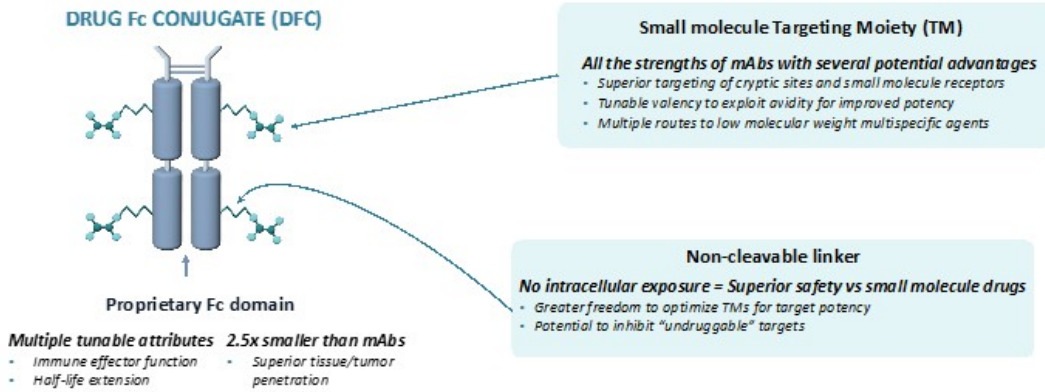 DRUG Fc CONJUGATE (DFC)
Small molecule Targeting Moiety (TM)
All the strengths of mAbs with several potential advantages
• Superior targeting of cryptic sites and small molecule receptors
• Tunable valency to exploit avidity for improved potency
• Multiple routes to low molecular weight multispecific agents
Non-cleavable linker
No intracellular exposure = Superior safety vs small molecule drugs
• Greater freedom to optimize TMs for target potency
• Potential to inhibit “undruggable” targets
Proprietary Fc domain
Multiple tunable attributes
• Immune effector function
• Half-life extension
2.5x smaller than mAbs
• Superior tissue/tumor
penetration